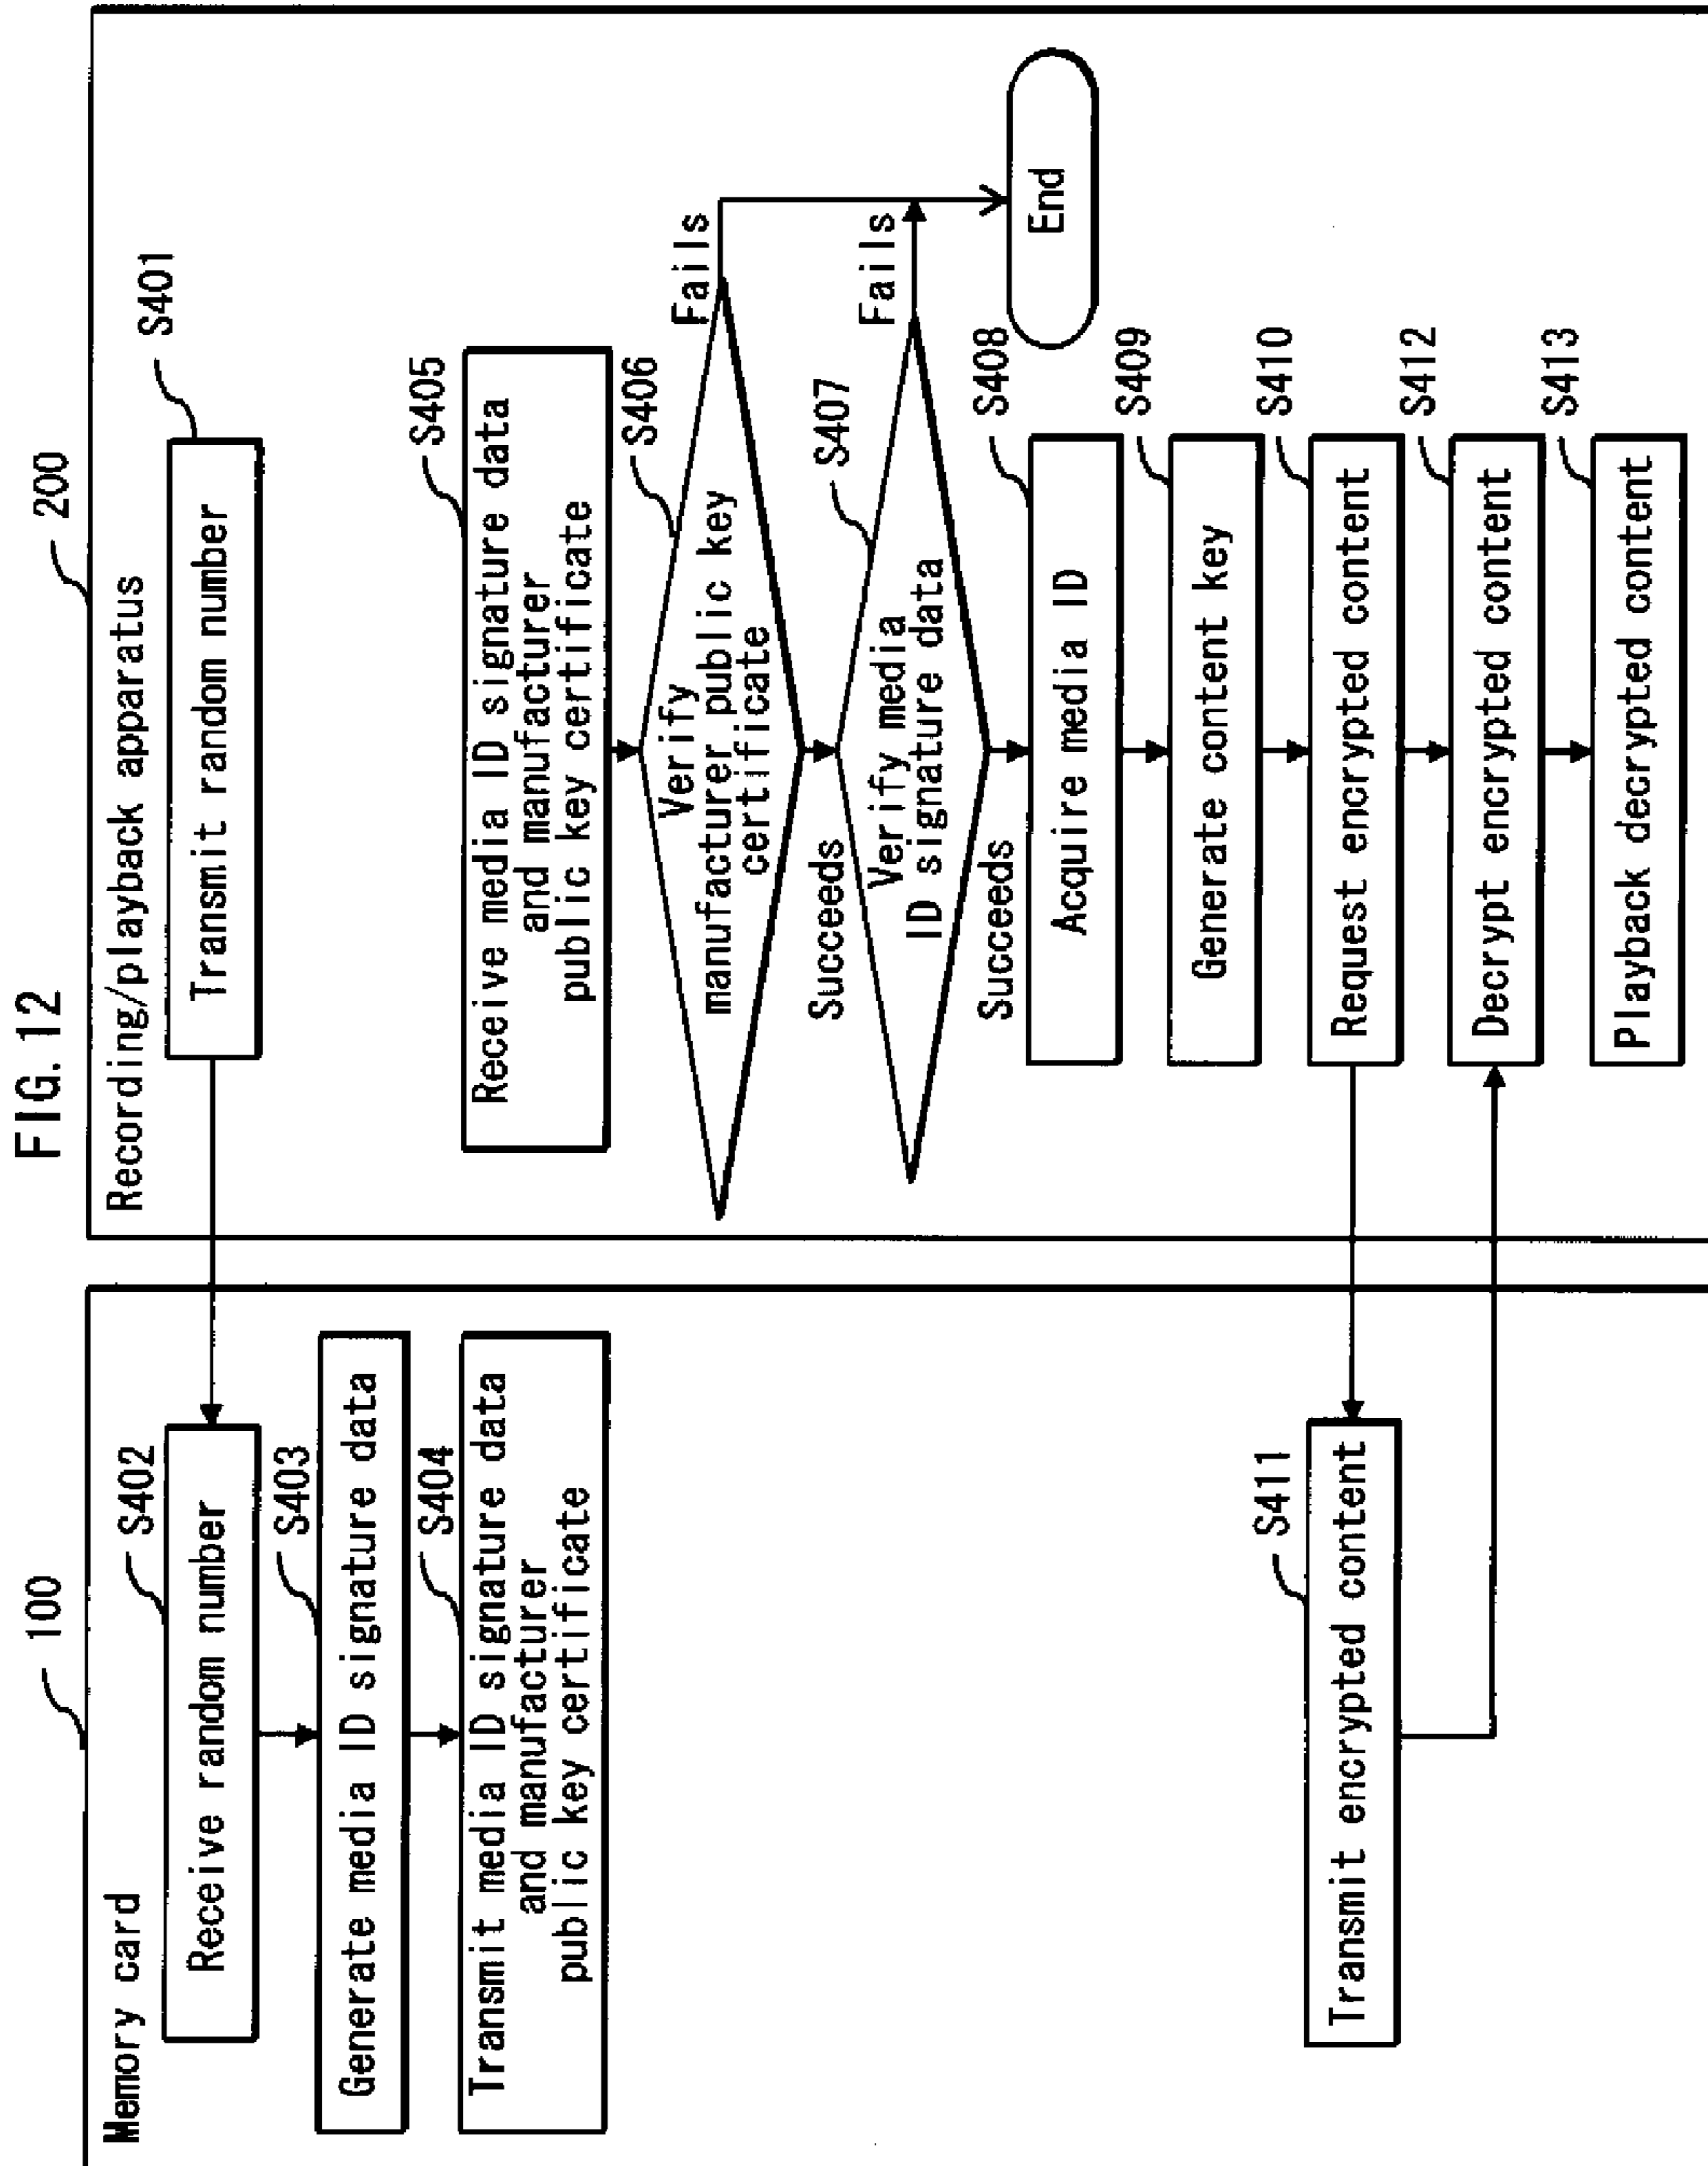 FIG. 12
100
Memory card
S402
Receive random number
S403
Generate media ID signature data
S404
Transmit media ID signature data
and manufacturer
public key certificate
S411
Transmit encrypted content
200
Recording/playback apparatus
S401
Transmit random number
S405
Receive media ID signature data
and manufacturer
public key certificate
S406
Verify
manufacturer public key
certificate
Fails
Succeeds
S407
Verify media
ID signature data
Fails
Succeeds
End
S408
Acquire media ID
S409
Generate content key
S410
Request encrypted content
S412
Decrypt encrypted content
S413
Playback decrypted content